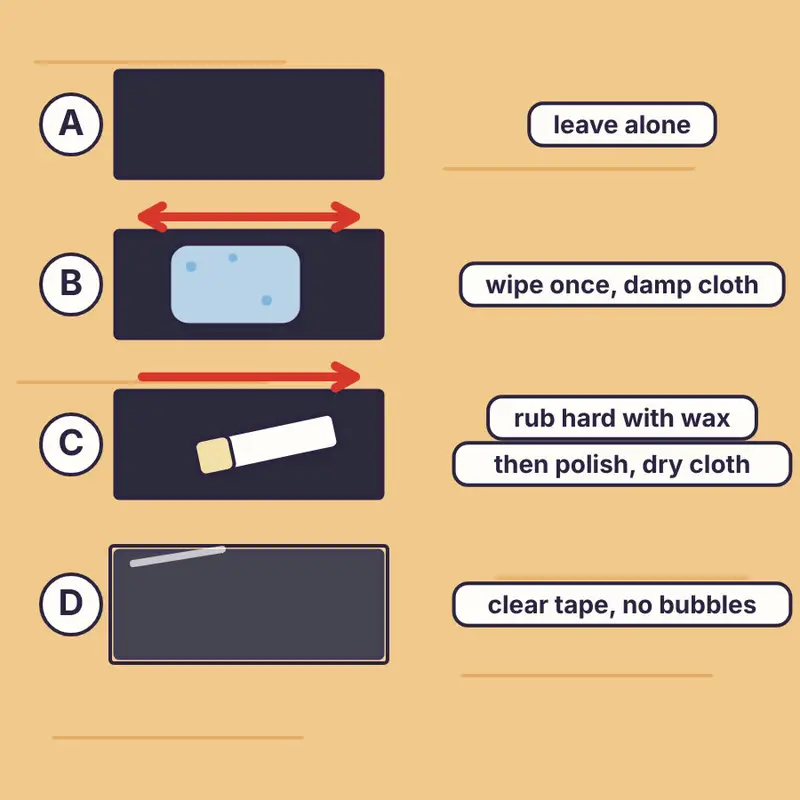 A
leave alone
B
wipe once, damp cloth
C
rub hard with wax
then polish, dry cloth
D
clear tape, no bubbles